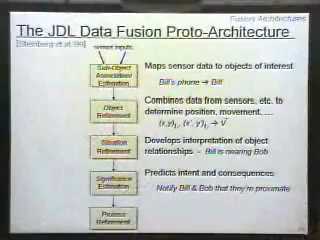 Fusion Architectures
The JDL Data Fusion Proto-Architecture
[Steinberg et al '99]
sensor inputs
Sub-Object
Association/
Estimation
Maps sensor data to objects of interest
Bill's phone → Bill
Object
Refinement
Combines data from sensors, etc. to
determine position, movement, ...
Situation
Refinement
Develops interpretation of object
relationships - Bill is nearing Bob
Significance
Estimation
Predicts intent and consequences
Notify Bill & Bob that they're proximate
Process
Refinement